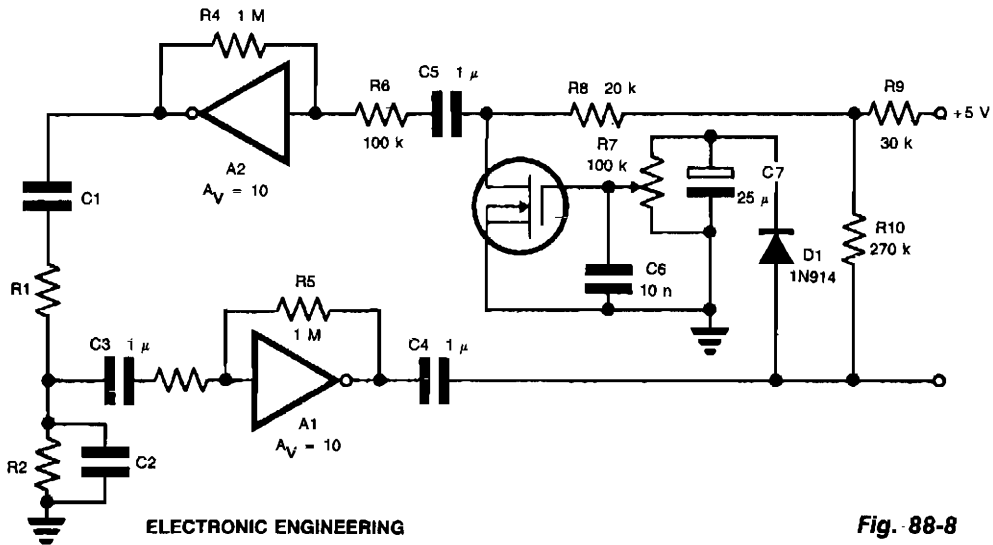 R4 1 M
C5 1 μ
R6
100 k
R8 20 k
R9
+5 V
30 k
A2
A_V = 10
R7
100 k
C7
25 μ
C1
C6
10 n
D1
1N914
R10
270 k
R1
R5
1 M
C3 1 μ
C4 1 μ
A1
A_V = 10
R2
C2
ELECTRONIC ENGINEERING
Fig. 88-8